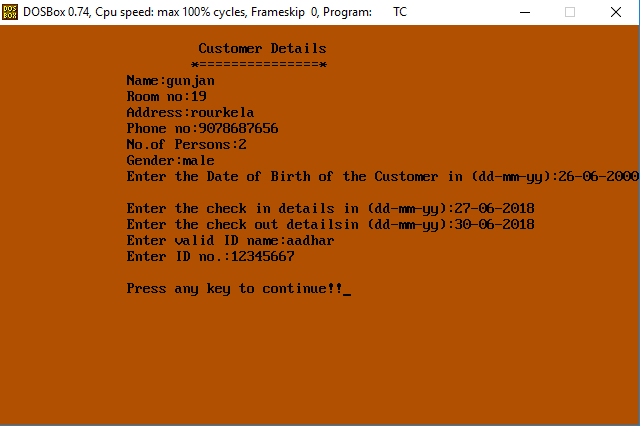 DOS BOX
DOSBox 0.74, Cpu speed: max 100% cycles, Frameskip 0, Program: TC
Customer Details
*===============*
Name:gunjan
Room no:19
Address:rourkela
Phone no:9078687656
No.of Persons:2
Gender:male
Enter the Date of Birth of the Customer in (dd-mm-yy):26-06-2000
Enter the check in details in (dd-mm-yy):27-06-2018
Enter the check out detailsin (dd-mm-yy):30-06-2018
Enter valid ID name:aadhar
Enter ID no.:12345667
Press any key to continue!!_